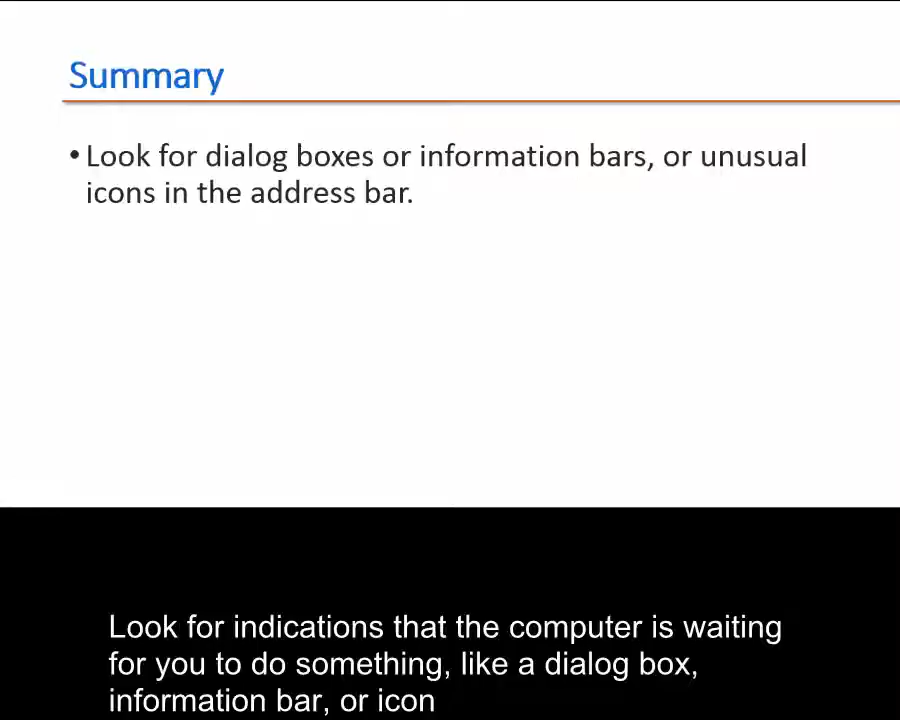 Summary
• Look for dialog boxes or information bars, or unusual
icons in the address bar.
Look for indications that the computer is waiting
for you to do something, like a dialog box,
information bar, or icon